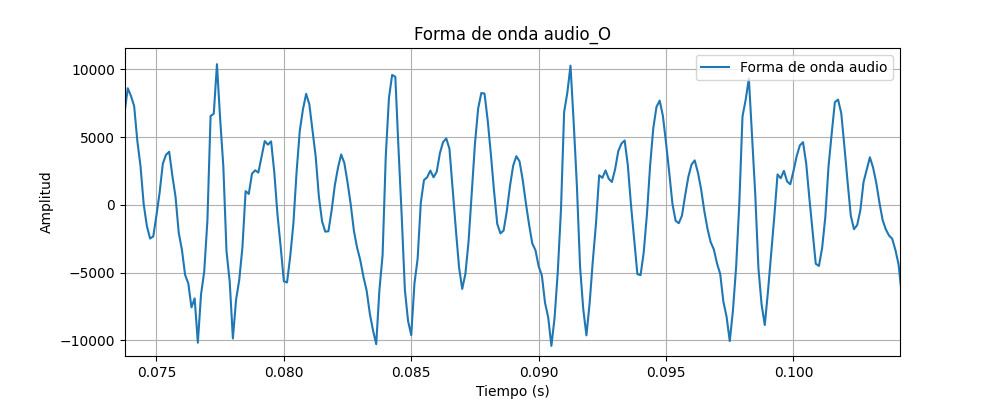 Forma de onda audio_O
Forma de onda audio
Amplitud
10000
5000
0
−5000
−10000
0.075 0.080 0.085 0.090 0.095 0.100
Tiempo (s)